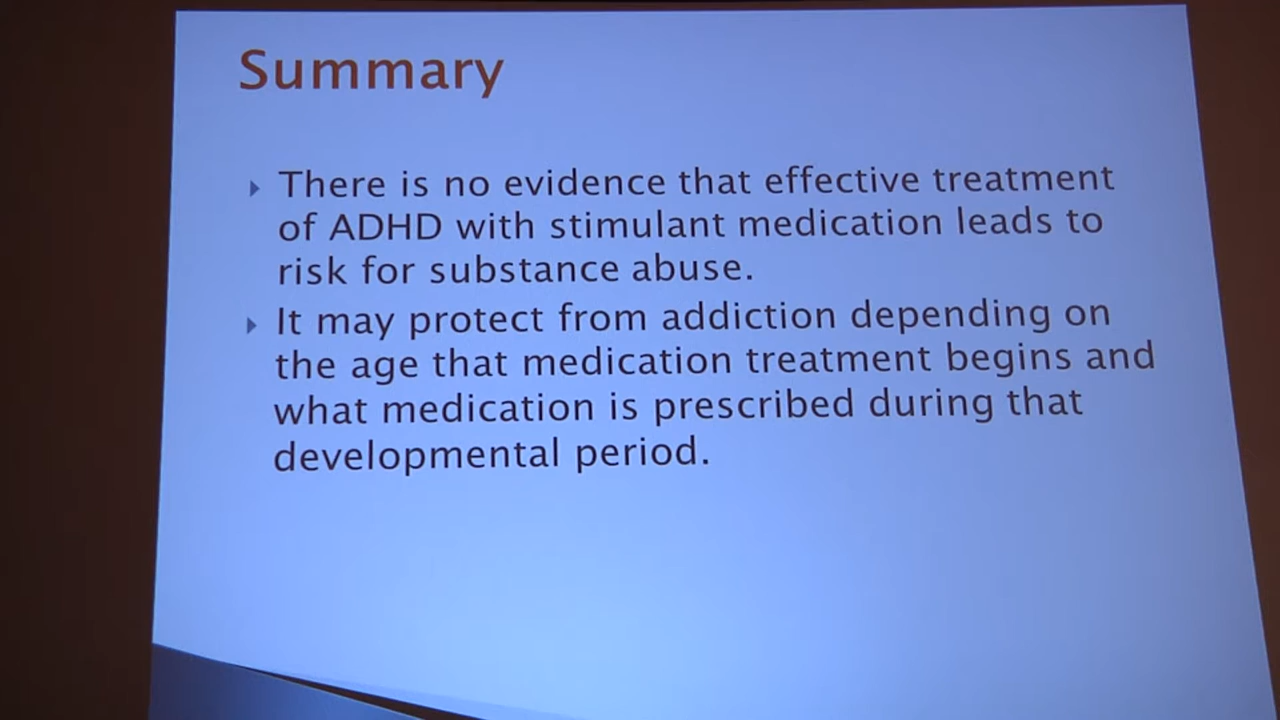 Summary
There is no evidence that effective treatment
of ADHD with stimulant medication leads to
risk for substance abuse.
It may protect from addiction depending on
the age that medication treatment begins and
what medication is prescribed during that
developmental period.